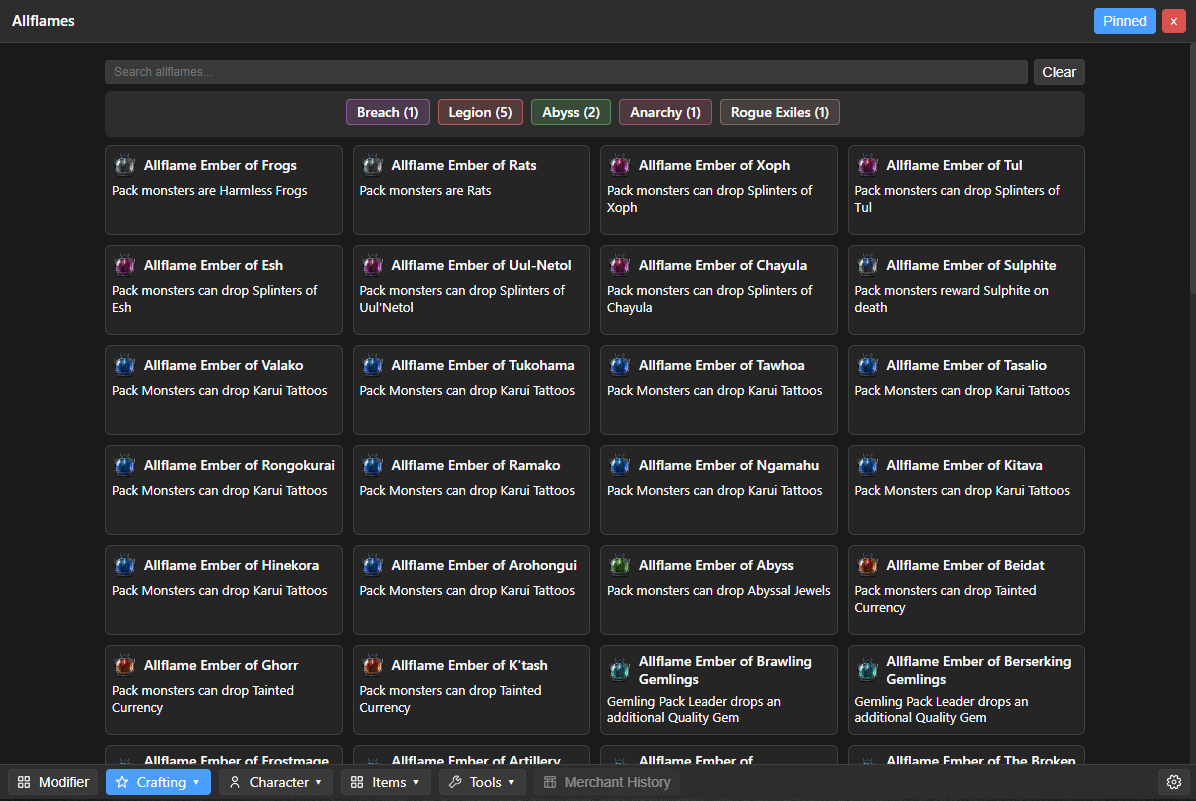 Allflames
Pinned
x
Search allflames...
Clear
Breach (1)
Legion (5)
Abyss (2)
Anarchy (1)
Rogue Exiles (1)
Allflame Ember of Frogs
Pack monsters are Harmless Frogs
Allflame Ember of Rats
Pack monsters are Rats
Allflame Ember of Xoph
Pack monsters can drop Splinters of
Xoph
Allflame Ember of Tul
Pack monsters can drop Splinters of
Tul
Allflame Ember of Esh
Pack monsters can drop Splinters of
Esh
Allflame Ember of Uul-Netol
Pack monsters can drop Splinters of
Uul'Netol
Allflame Ember of Chayula
Pack monsters can drop Splinters of
Chayula
Allflame Ember of Sulphite
Pack monsters reward Sulphite on
death
Allflame Ember of Valako
Pack Monsters can drop Karui Tattoos
Allflame Ember of Tukohama
Pack Monsters can drop Karui Tattoos
Allflame Ember of Tawhoa
Pack Monsters can drop Karui Tattoos
Allflame Ember of Tasalio
Pack Monsters can drop Karui Tattoos
Allflame Ember of Rongokurai
Pack Monsters can drop Karui Tattoos
Allflame Ember of Ramako
Pack Monsters can drop Karui Tattoos
Allflame Ember of Ngamahu
Pack Monsters can drop Karui Tattoos
Allflame Ember of Kitava
Pack Monsters can drop Karui Tattoos
Allflame Ember of Hinekora
Pack Monsters can drop Karui Tattoos
Allflame Ember of Arohongui
Pack Monsters can drop Karui Tattoos
Allflame Ember of Abyss
Pack monsters can drop Abyssal Jewels
Allflame Ember of Beidat
Pack monsters can drop Tainted
Currency
Allflame Ember of Ghorr
Pack monsters can drop Tainted
Currency
Allflame Ember of K'tash
Pack monsters can drop Tainted
Currency
Allflame Ember of Brawling
Gemlings
Gemling Pack Leader drops an
additional Quality Gem
Allflame Ember of Berserking
Gemlings
Gemling Pack Leader drops an
additional Quality Gem
Allflame Ember of Frostmage
Allflame Ember of Artillery
Allflame Ember of
Allflame Ember of The Broken
Modifier
Crafting
Character
Items
Tools
Merchant History